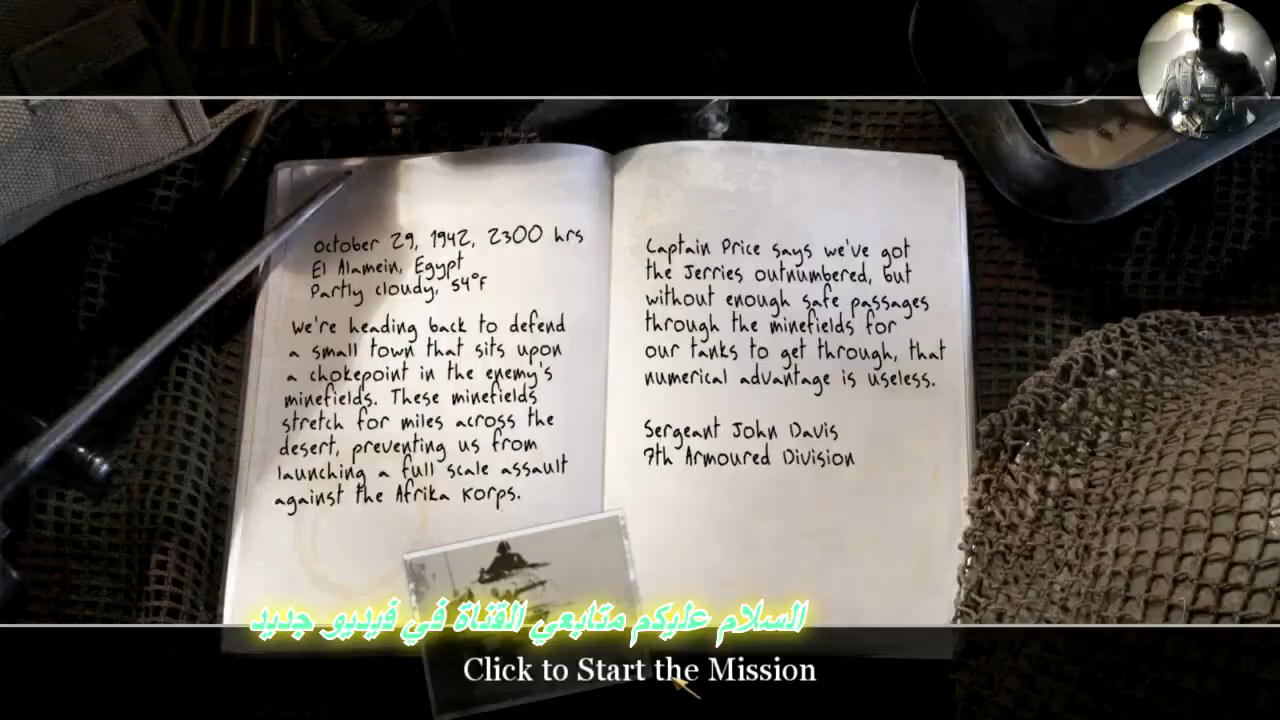 October 29, 1942, 2300 hrs
El Alamein, Egypt
Partly cloudy, 54°F
We're heading back to defend
a small town that sits upon
a chokepoint in the enemy's
minefields. These minefields
stretch for miles across the
desert, preventing us from
launching a full scale assault
against the Afrika Korps.
Captain Price says we've got
the Jerries outnumbered, but
without enough safe passages
through the minefields for
our tanks to get through, that
numerical advantage is useless.
Sergeant John Davis
7th Armoured Division
السلام عليكم متابعي القناة في فيديو جديد
Click to Start the Mission